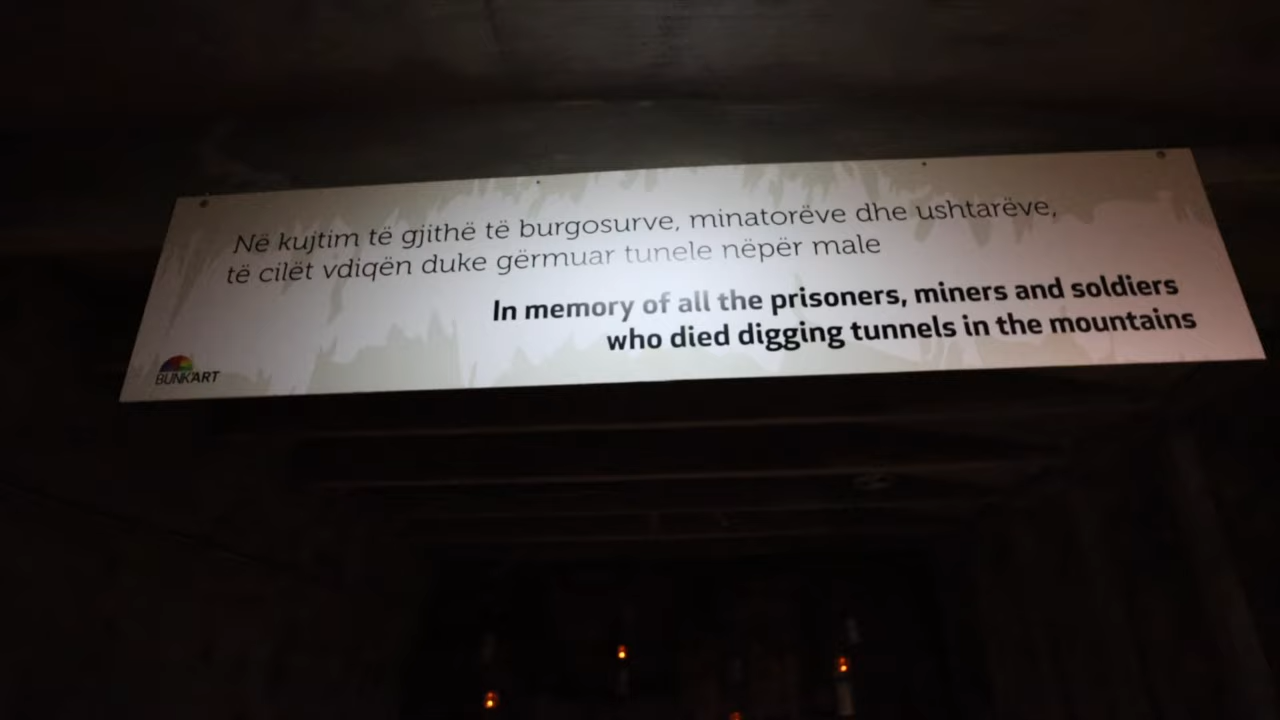 Në kujtim të gjithë të burgosurve, minatorëve dhe ushtarëve,
të cilët vdiqën duke gërmuar tunele nëpër male
In memory of all the prisoners, miners and soldiers
who died digging tunnels in the mountains
BUNK'ART